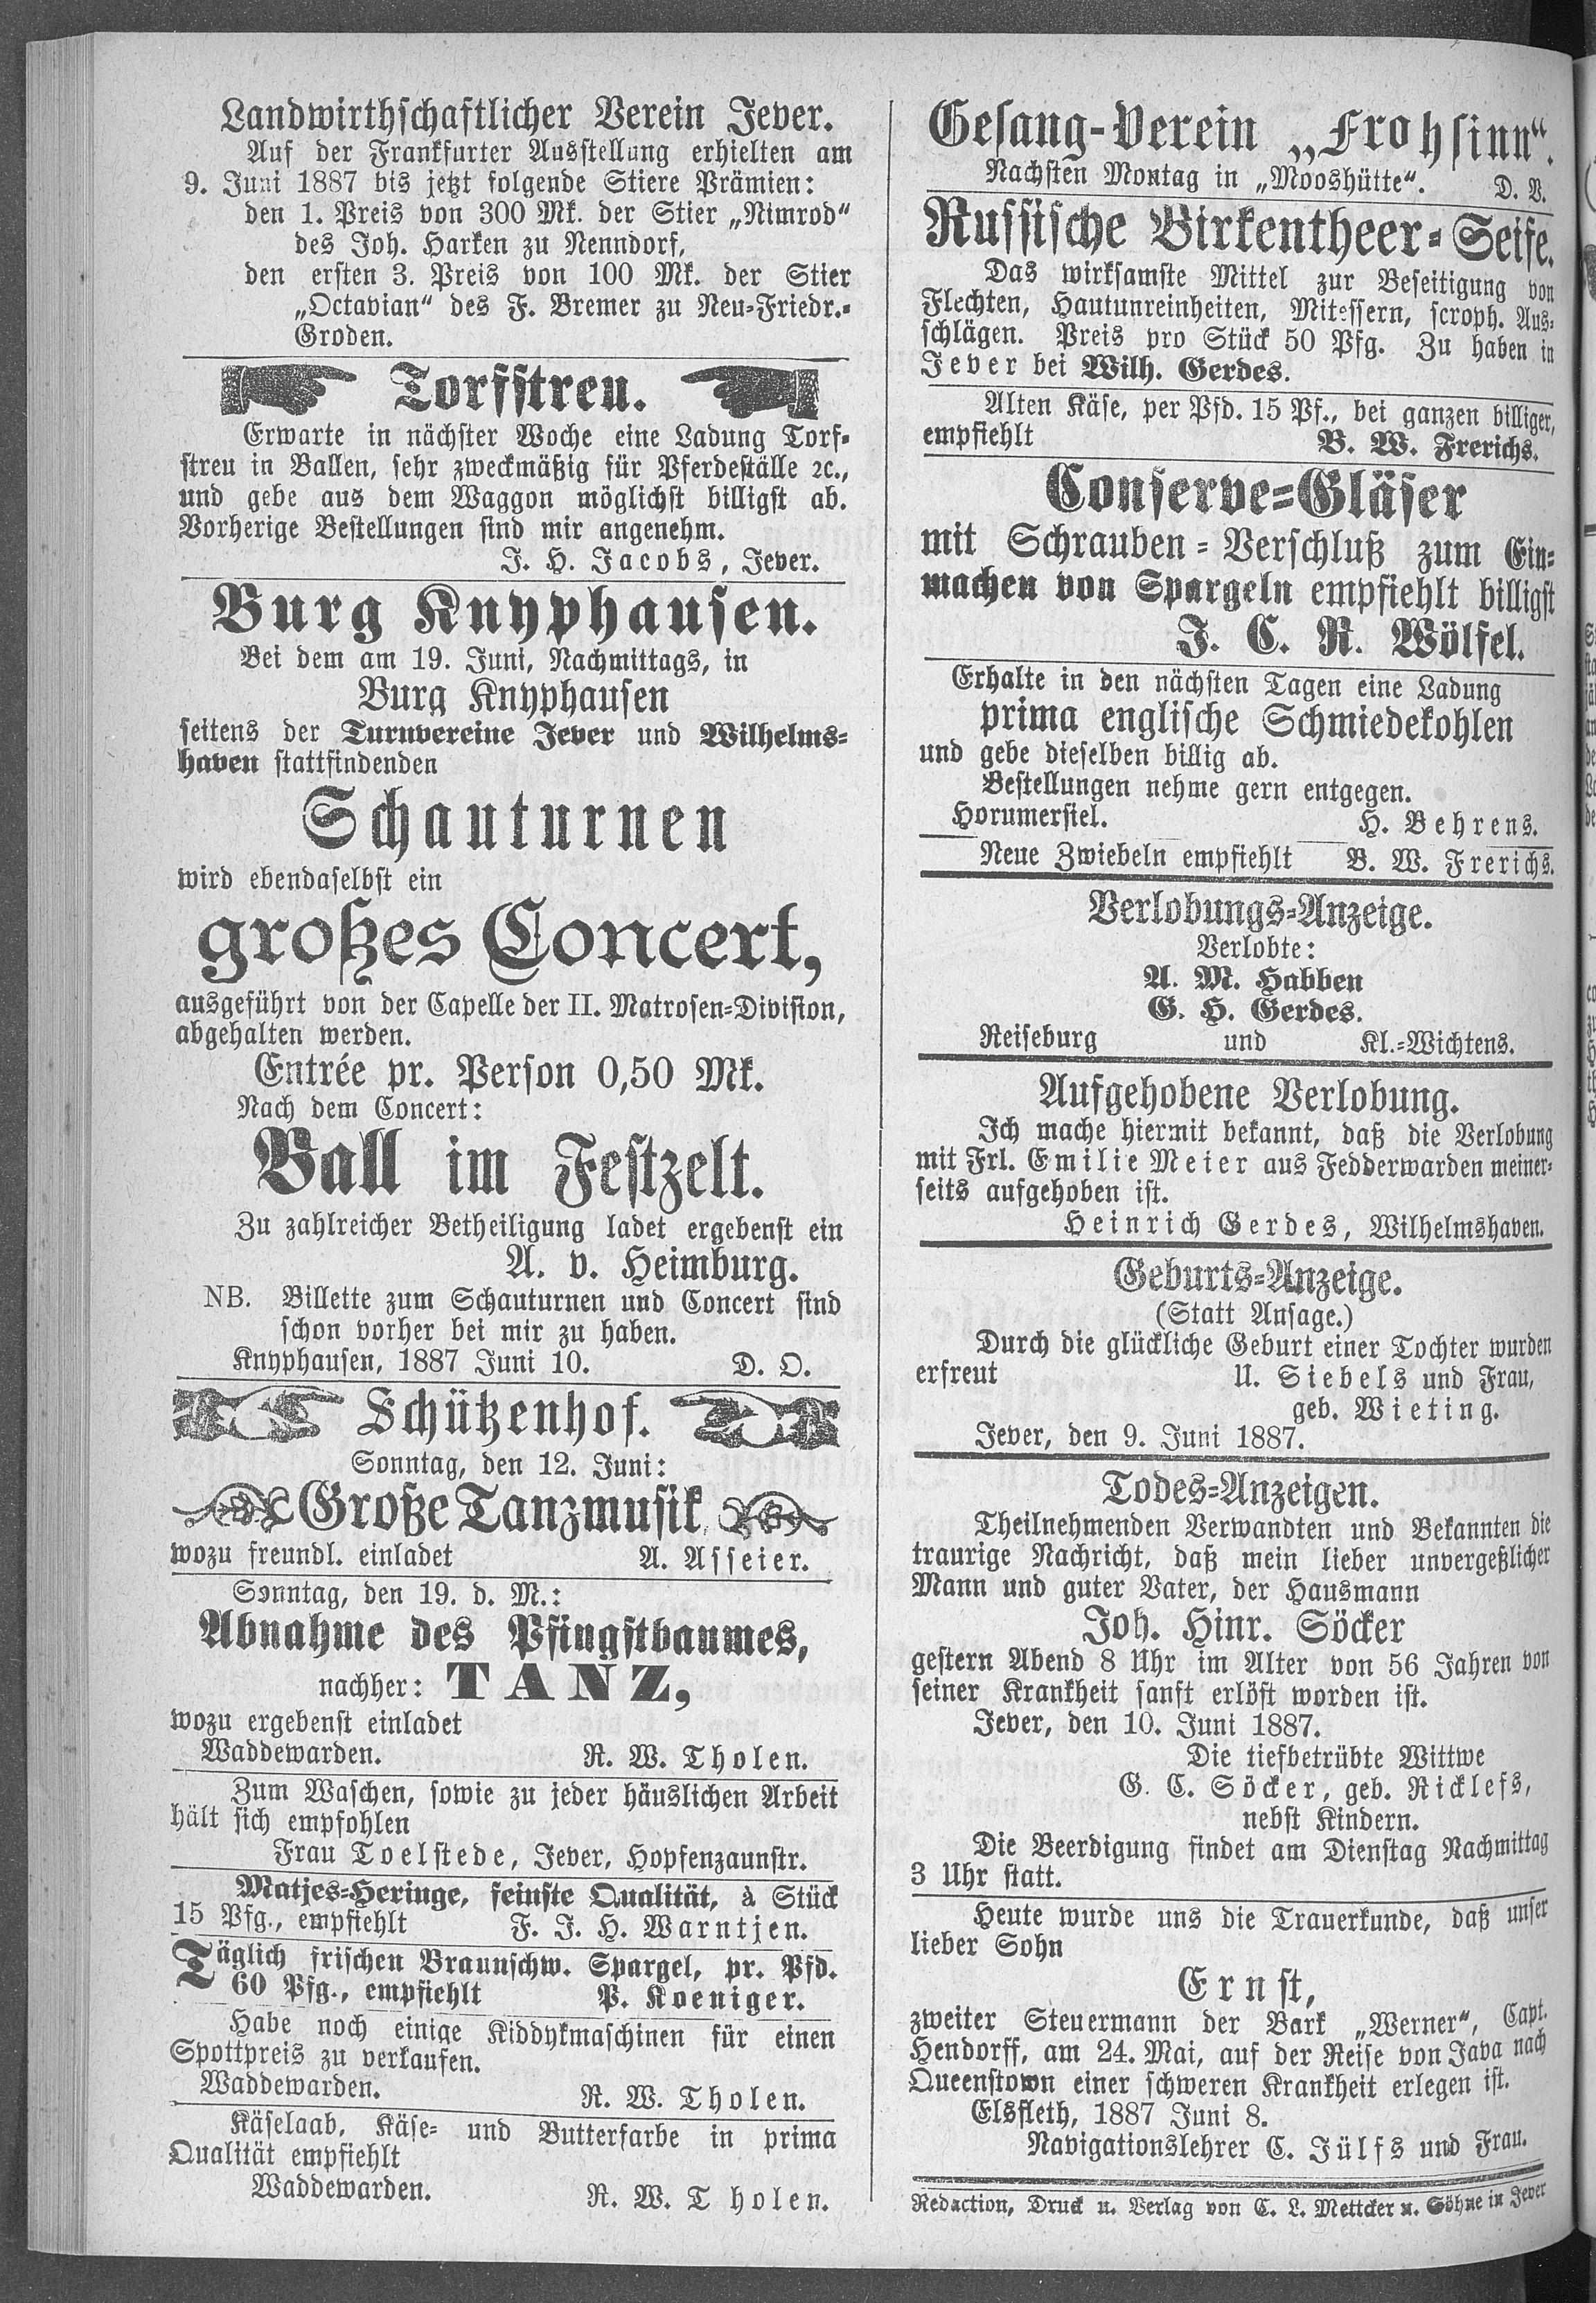 Landwirthschaftlicher Verein Jever.
Auf der Frankfurter Ausstellung erhielten am
9. Juni 1887 bis jetzt folgende Stiere Prämien:
den 1. Preis von 300 Mk. der Stier „Nimrod“
des Joh. Harken zu Nenndorf,
den ersten 3. Preis von 100 Mk. der Stier
„Octavian“ des F. Bremer zu Neu-Friedr.-
Groden.
Torfstreu.
Erwarte in nächster Woche eine Ladung Torf-
streu in Ballen, sehr zweckmäßig für Pferdeställe ꝛc.,
und gebe aus dem Waggon möglichst billigst ab.
Vorherige Bestellungen sind mir angenehm.
J. H. Jacobs, Jever.
Burg Knyphausen.
Bei dem am 19. Juni, Nachmittags, in
Burg Knyphausen
seitens der Turnvereine Jever und Wilhelms-
haven stattfindenden
Schauturnen
wird ebendaselbst ein
großes Concert,
ausgeführt von der Capelle der II. Matrosen-Division,
abgehalten werden.
Entrée pr. Person 0,50 Mk.
Nach dem Concert:
Ball im Festzelt.
Zu zahlreicher Betheiligung ladet ergebenst ein
A. v. Heimburg.
NB. Billette zum Schauturnen und Concert sind
schon vorher bei mir zu haben.
Knyphausen, 1887 Juni 10. D. O.
Schützenhof.
Sonntag, den 12. Juni:
Große Tanzmusik,
wozu freundl. einladet A. Asseier.
Sonntag, den 19. d. M.:
Abnahme des Pfingstbaumes,
nachher: TANZ,
wozu ergebenst einladet
Waddewarden. R. W. Tholen.
Zum Waschen, sowie zu jeder häuslichen Arbeit
hält sich empfohlen
Frau Toelstede, Jever, Hopfenzaunstr.
Matjes-Heringe, feinste Qualität, à Stück
15 Pfg., empfiehlt F. J. H. Warntjen.
Täglich frischen Braunschw. Spargel, pr. Pfd.
60 Pfg., empfiehlt P. Koeniger.
Habe noch einige Kiddykmaschinen für einen
Spottpreis zu verkaufen.
Waddewarden. R. W. Tholen.
Käselaab, Käse- und Butterfarbe in prima
Qualität empfiehlt
Waddewarden. R. W. Tholen.
Gesang-Verein „Frohsinn“.
Nächsten Montag in „Mooshütte“. D. V.
Russische Birkentheer-Seife.
Das wirksamste Mittel zur Beseitigung von
Flechten, Hautunreinheiten, Mitessern, scroph. Aus-
schlägen. Preis pro Stück 50 Pfg. Zu haben in
Jever bei Wilh. Gerdes.
Alten Käse, per Pfd. 15 Pf., bei ganzen billiger,
empfiehlt B. W. Frerichs.
Conserve-Gläser
mit Schrauben-Verschluß zum Ein-
machen von Spargeln empfiehlt billigst
J. C. R. Wölfel.
Erhalte in den nächsten Tagen eine Ladung
prima englische Schmiedekohlen
und gebe dieselben billig ab.
Bestellungen nehme gern entgegen.
Horumersiel. H. Behrens.
Neue Zwiebeln empfiehlt B. W. Frerichs.
Verlobungs-Anzeige.
Verlobte:
A. M. Habben
G. H. Gerdes.
Reiseburg und Kl.-Wichtens.
Aufgehobene Verlobung.
Ich mache hiermit bekannt, daß die Verlobung
mit Frl. Emilie Meier aus Fedderwarden meiner-
seits aufgehoben ist.
Heinrich Gerdes, Wilhelmshaven.
Geburts-Anzeige.
(Statt Ansage.)
Durch die glückliche Geburt einer Tochter wurden
erfreut U. Siebels und Frau,
geb. Wieting.
Jever, den 9. Juni 1887.
Todes-Anzeigen.
Theilnehmenden Verwandten und Bekannten die
traurige Nachricht, daß mein lieber unvergeßlicher
Mann und guter Vater, der Hausmann
Joh. Hinr. Söcker
gestern Abend 8 Uhr im Alter von 56 Jahren von
seiner Krankheit sanft erlöst worden ist.
Jever, den 10. Juni 1887.
Die tiefbetrübte Wittwe
G. C. Söcker, geb. Ricklefs,
nebst Kindern.
Die Beerdigung findet am Dienstag Nachmittag
3 Uhr statt.
Heute wurde uns die Trauerkunde, daß unser
lieber Sohn
Ernst,
zweiter Steuermann der Bark „Werner“, Capt.
Hendorff, am 24. Mai, auf der Reise von Java nach
Queenstown einer schweren Krankheit erlegen ist.
Elsfleth, 1887 Juni 8.
Navigationslehrer C. Jülfs und Frau.
Redaction, Druck u. Verlag von C. L. Mettcker u. Söhne in Jever